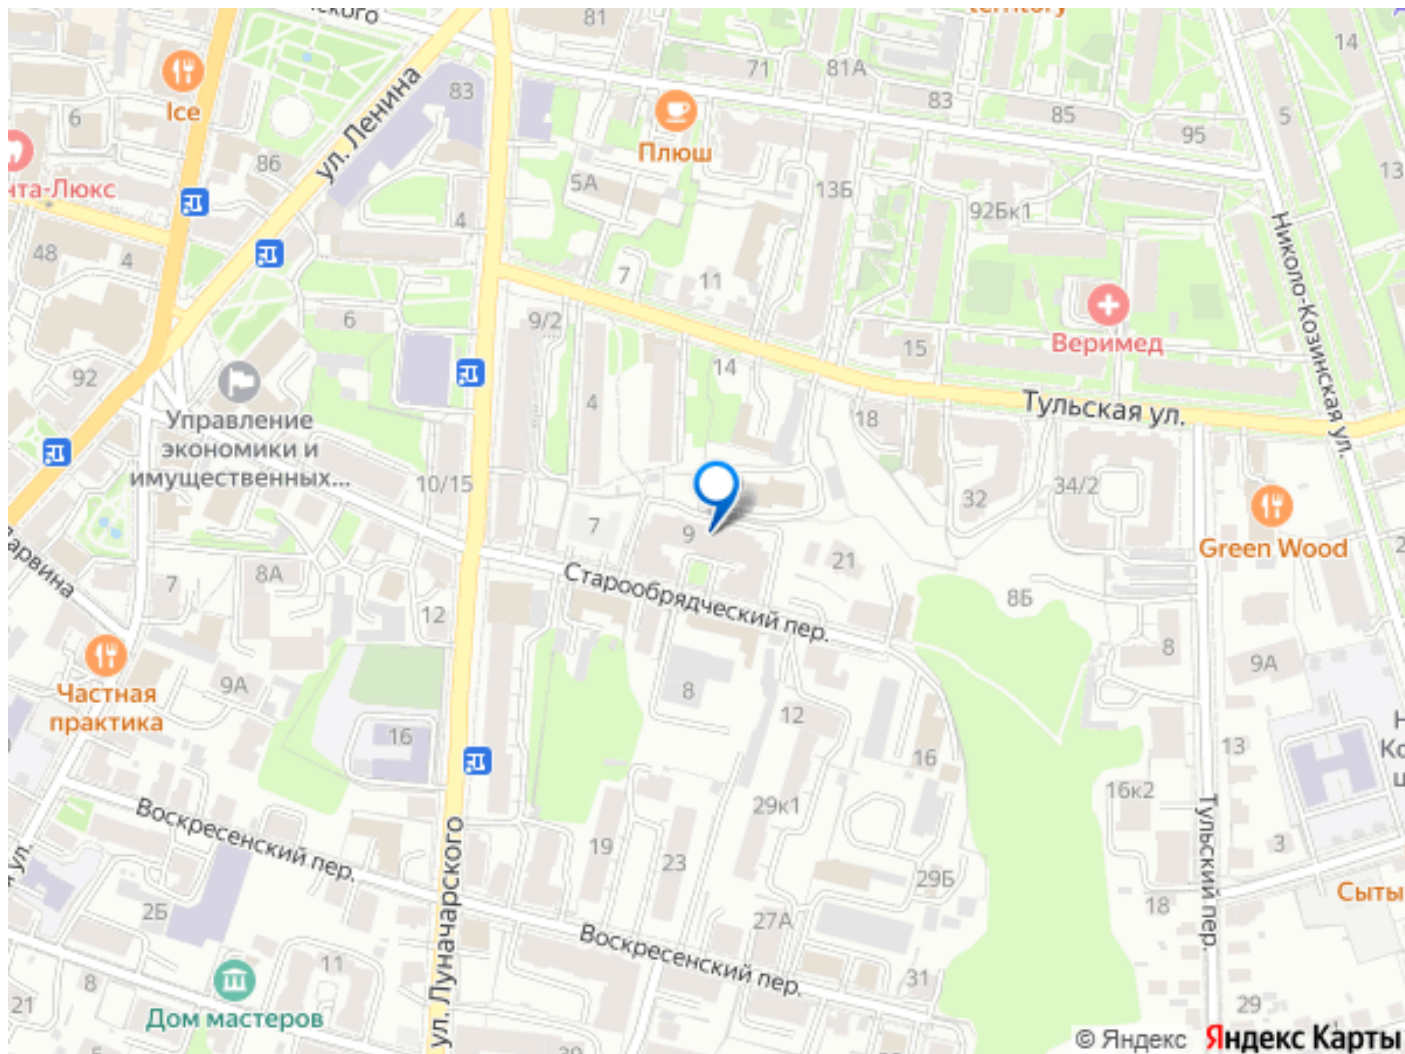 81
territory
14
71
81А
83
83
85
95
5
6
Ice
ул. Ленина
86
Плюш
5А
13Б
92Бк1
13
нта-Люкс
4
48
4
7
11
Николо-Козинская ул.
6
9/2
15
Веримед
92
14
4
18
Тульская ул.
Управление
экономики и
имущественных...
10/15
7
9
32
34/2
Green Wood
21
7
8А
12
Старообрядческий пер.
8Б
8
9А
Частная
практика
9А
16
8
12
16
13
16к2
Воскресенский пер.
29к1
19
23
29Б
3
Тульский пер.
18
Сыты
2Б
27А
ул. Луначарского
Воскресенский пер.
11
8
21
Дом мастеров
31
29
© Яндекс Яндекс Карты